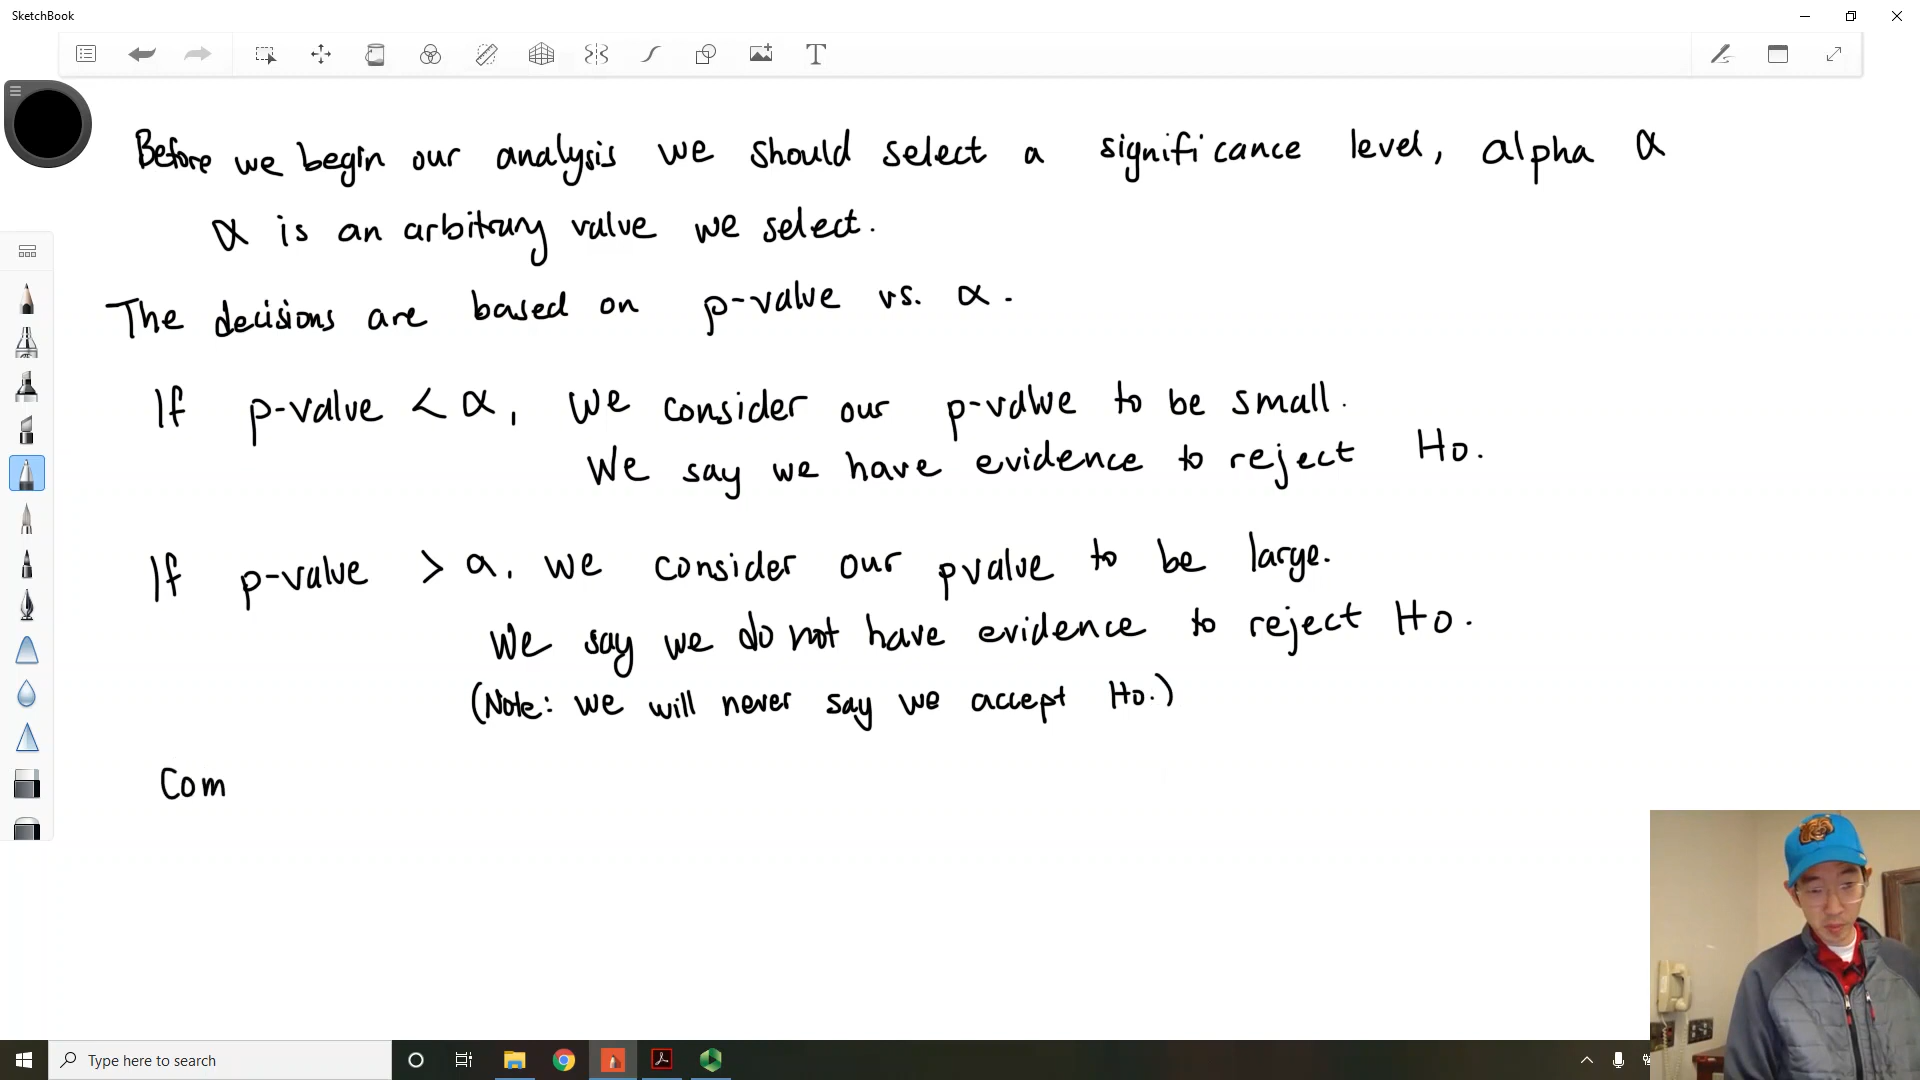 SketchBook
Before we begin our analysis we should select a significance level, alpha α
α is an arbitrary value we select.
The decisions are based on p-value vs. α.
If p-value < α, we consider our p-value to be small.
We say we have evidence to reject Ho.
If p-value > α, we consider our pvalue to be large.
We say we do not have evidence to reject Ho.
(Note: we will never say we accept Ho.)
Com
Type here to search